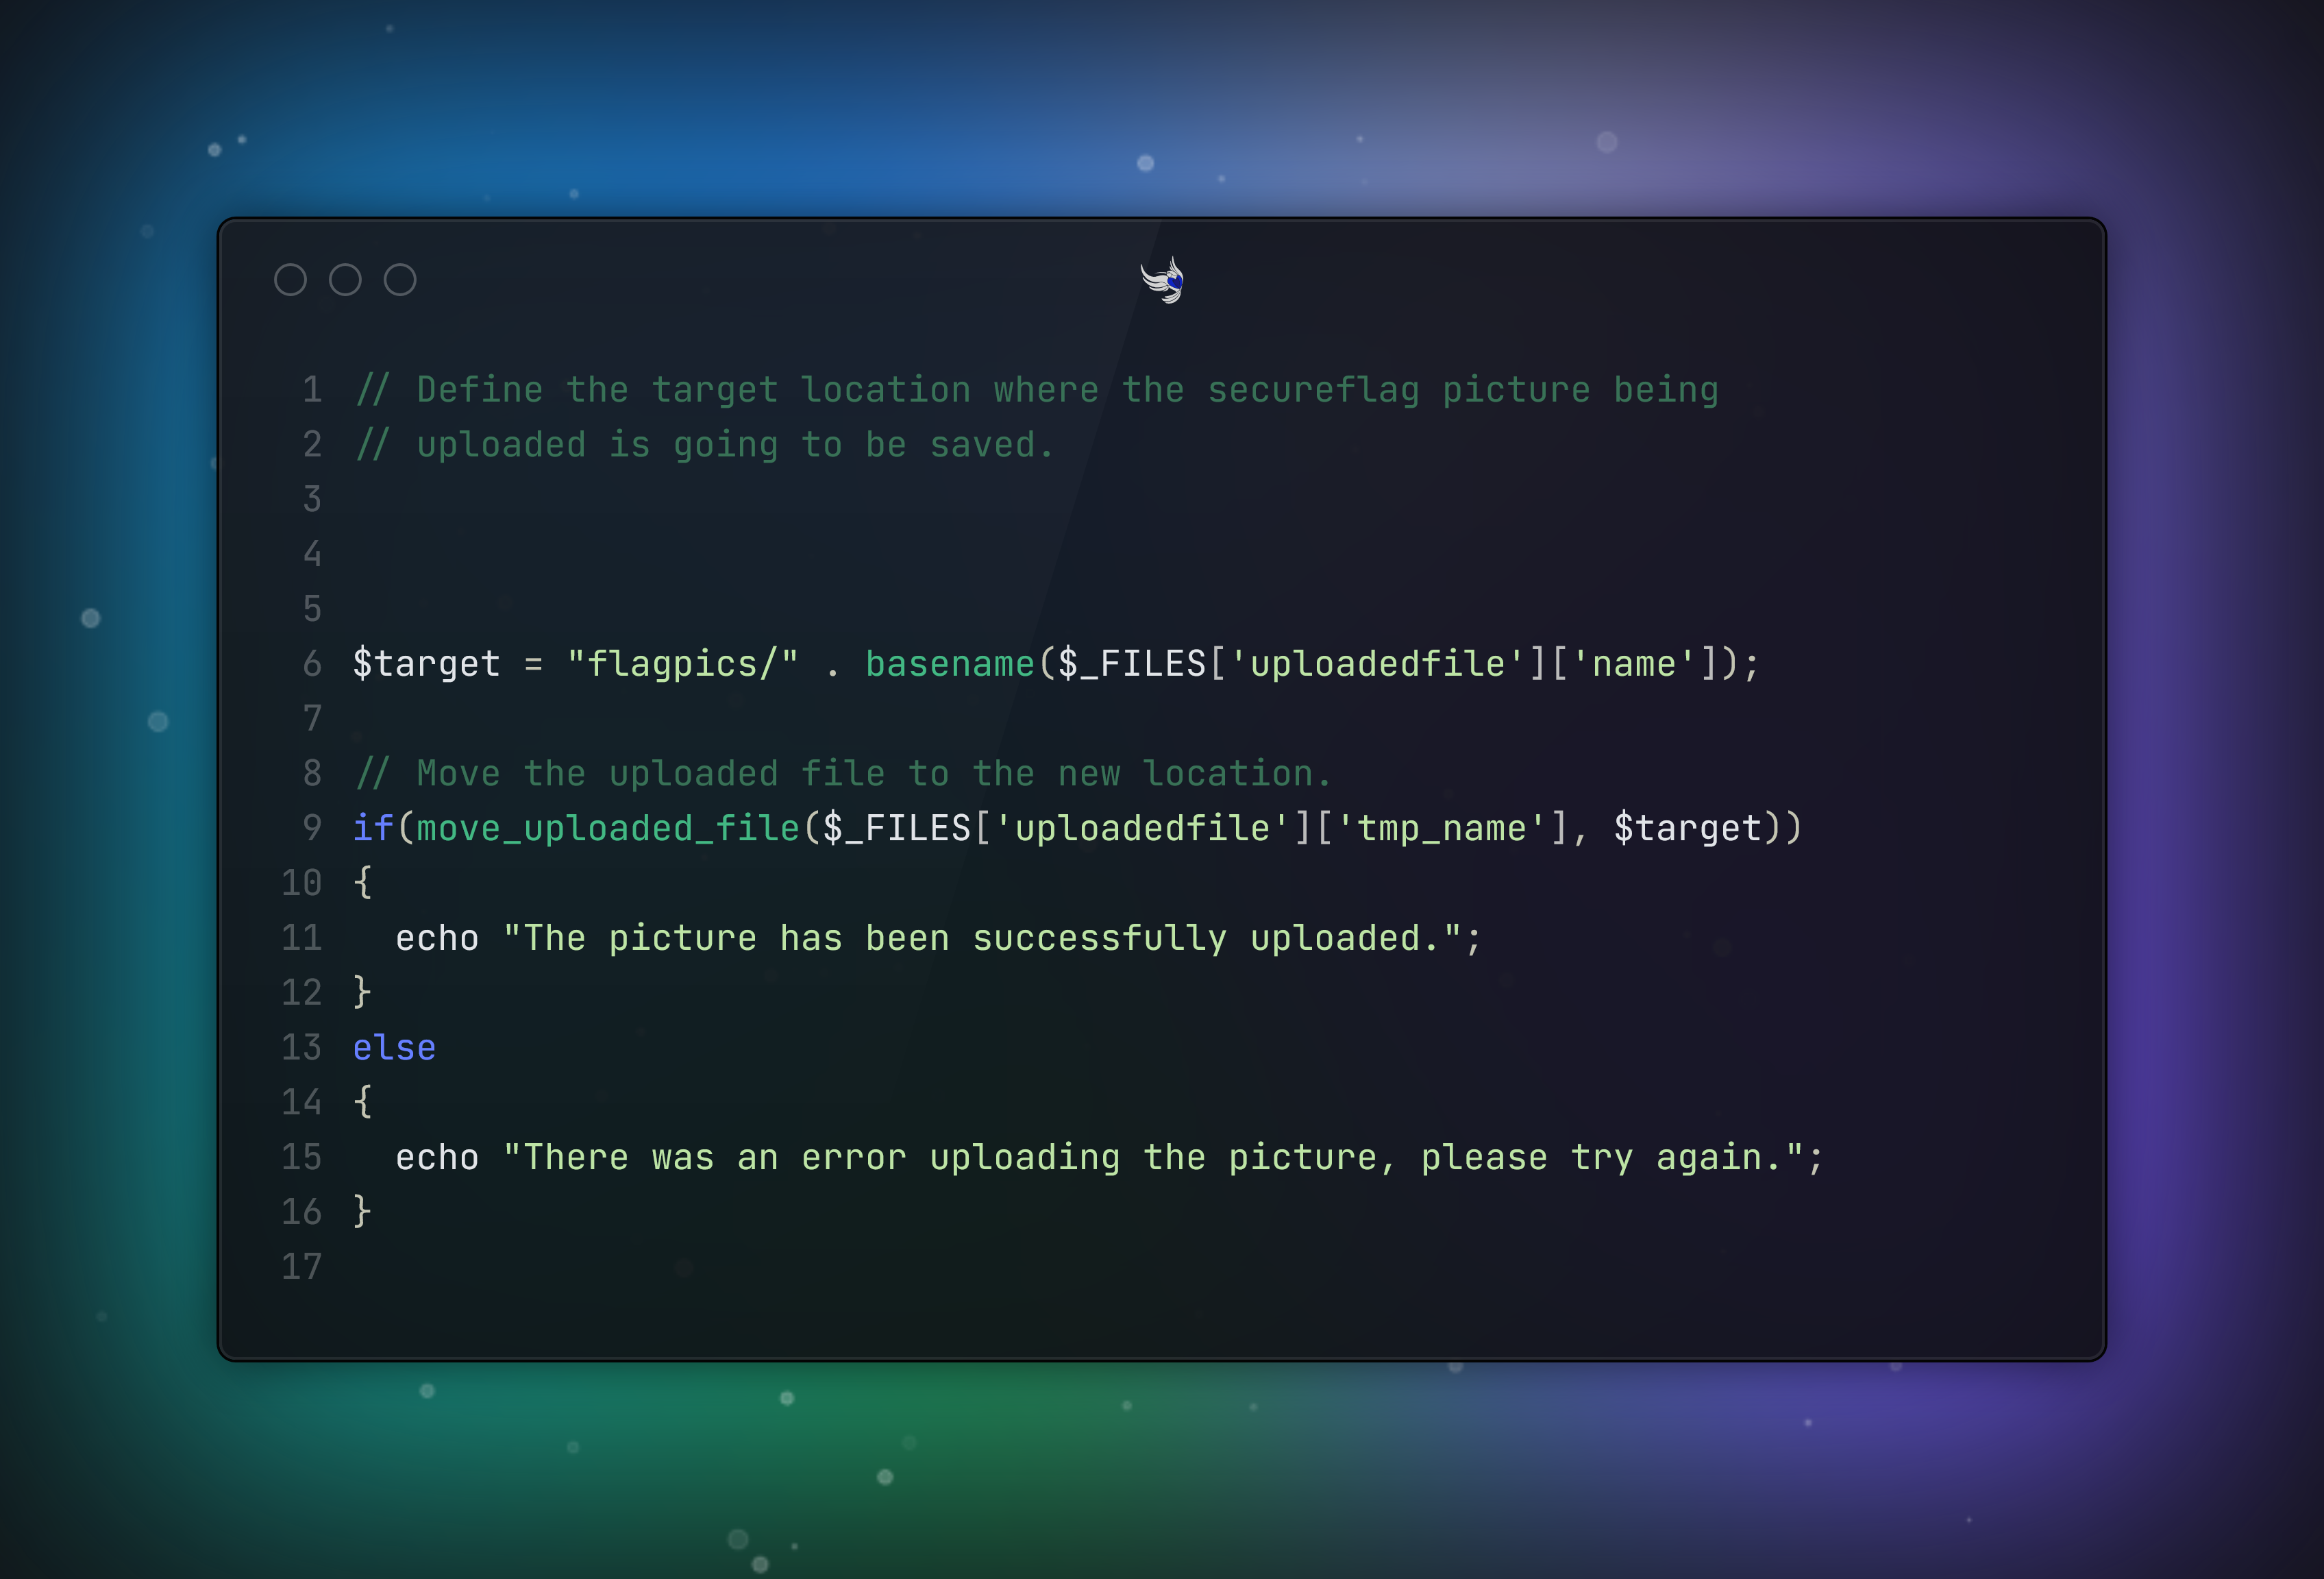 1 // Define the target location where the secureflag picture being
2 // uploaded is going to be saved.
3
4
5
6 $target = "flagpics/" . basename($_FILES['uploadedfile']['name']);
7
8 // Move the uploaded file to the new location.
9 if(move_uploaded_file($_FILES['uploadedfile']['tmp_name'], $target))
10 {
11   echo "The picture has been successfully uploaded.";
12 }
13 else
14 {
15   echo "There was an error uploading the picture, please try again.";
16 }
17